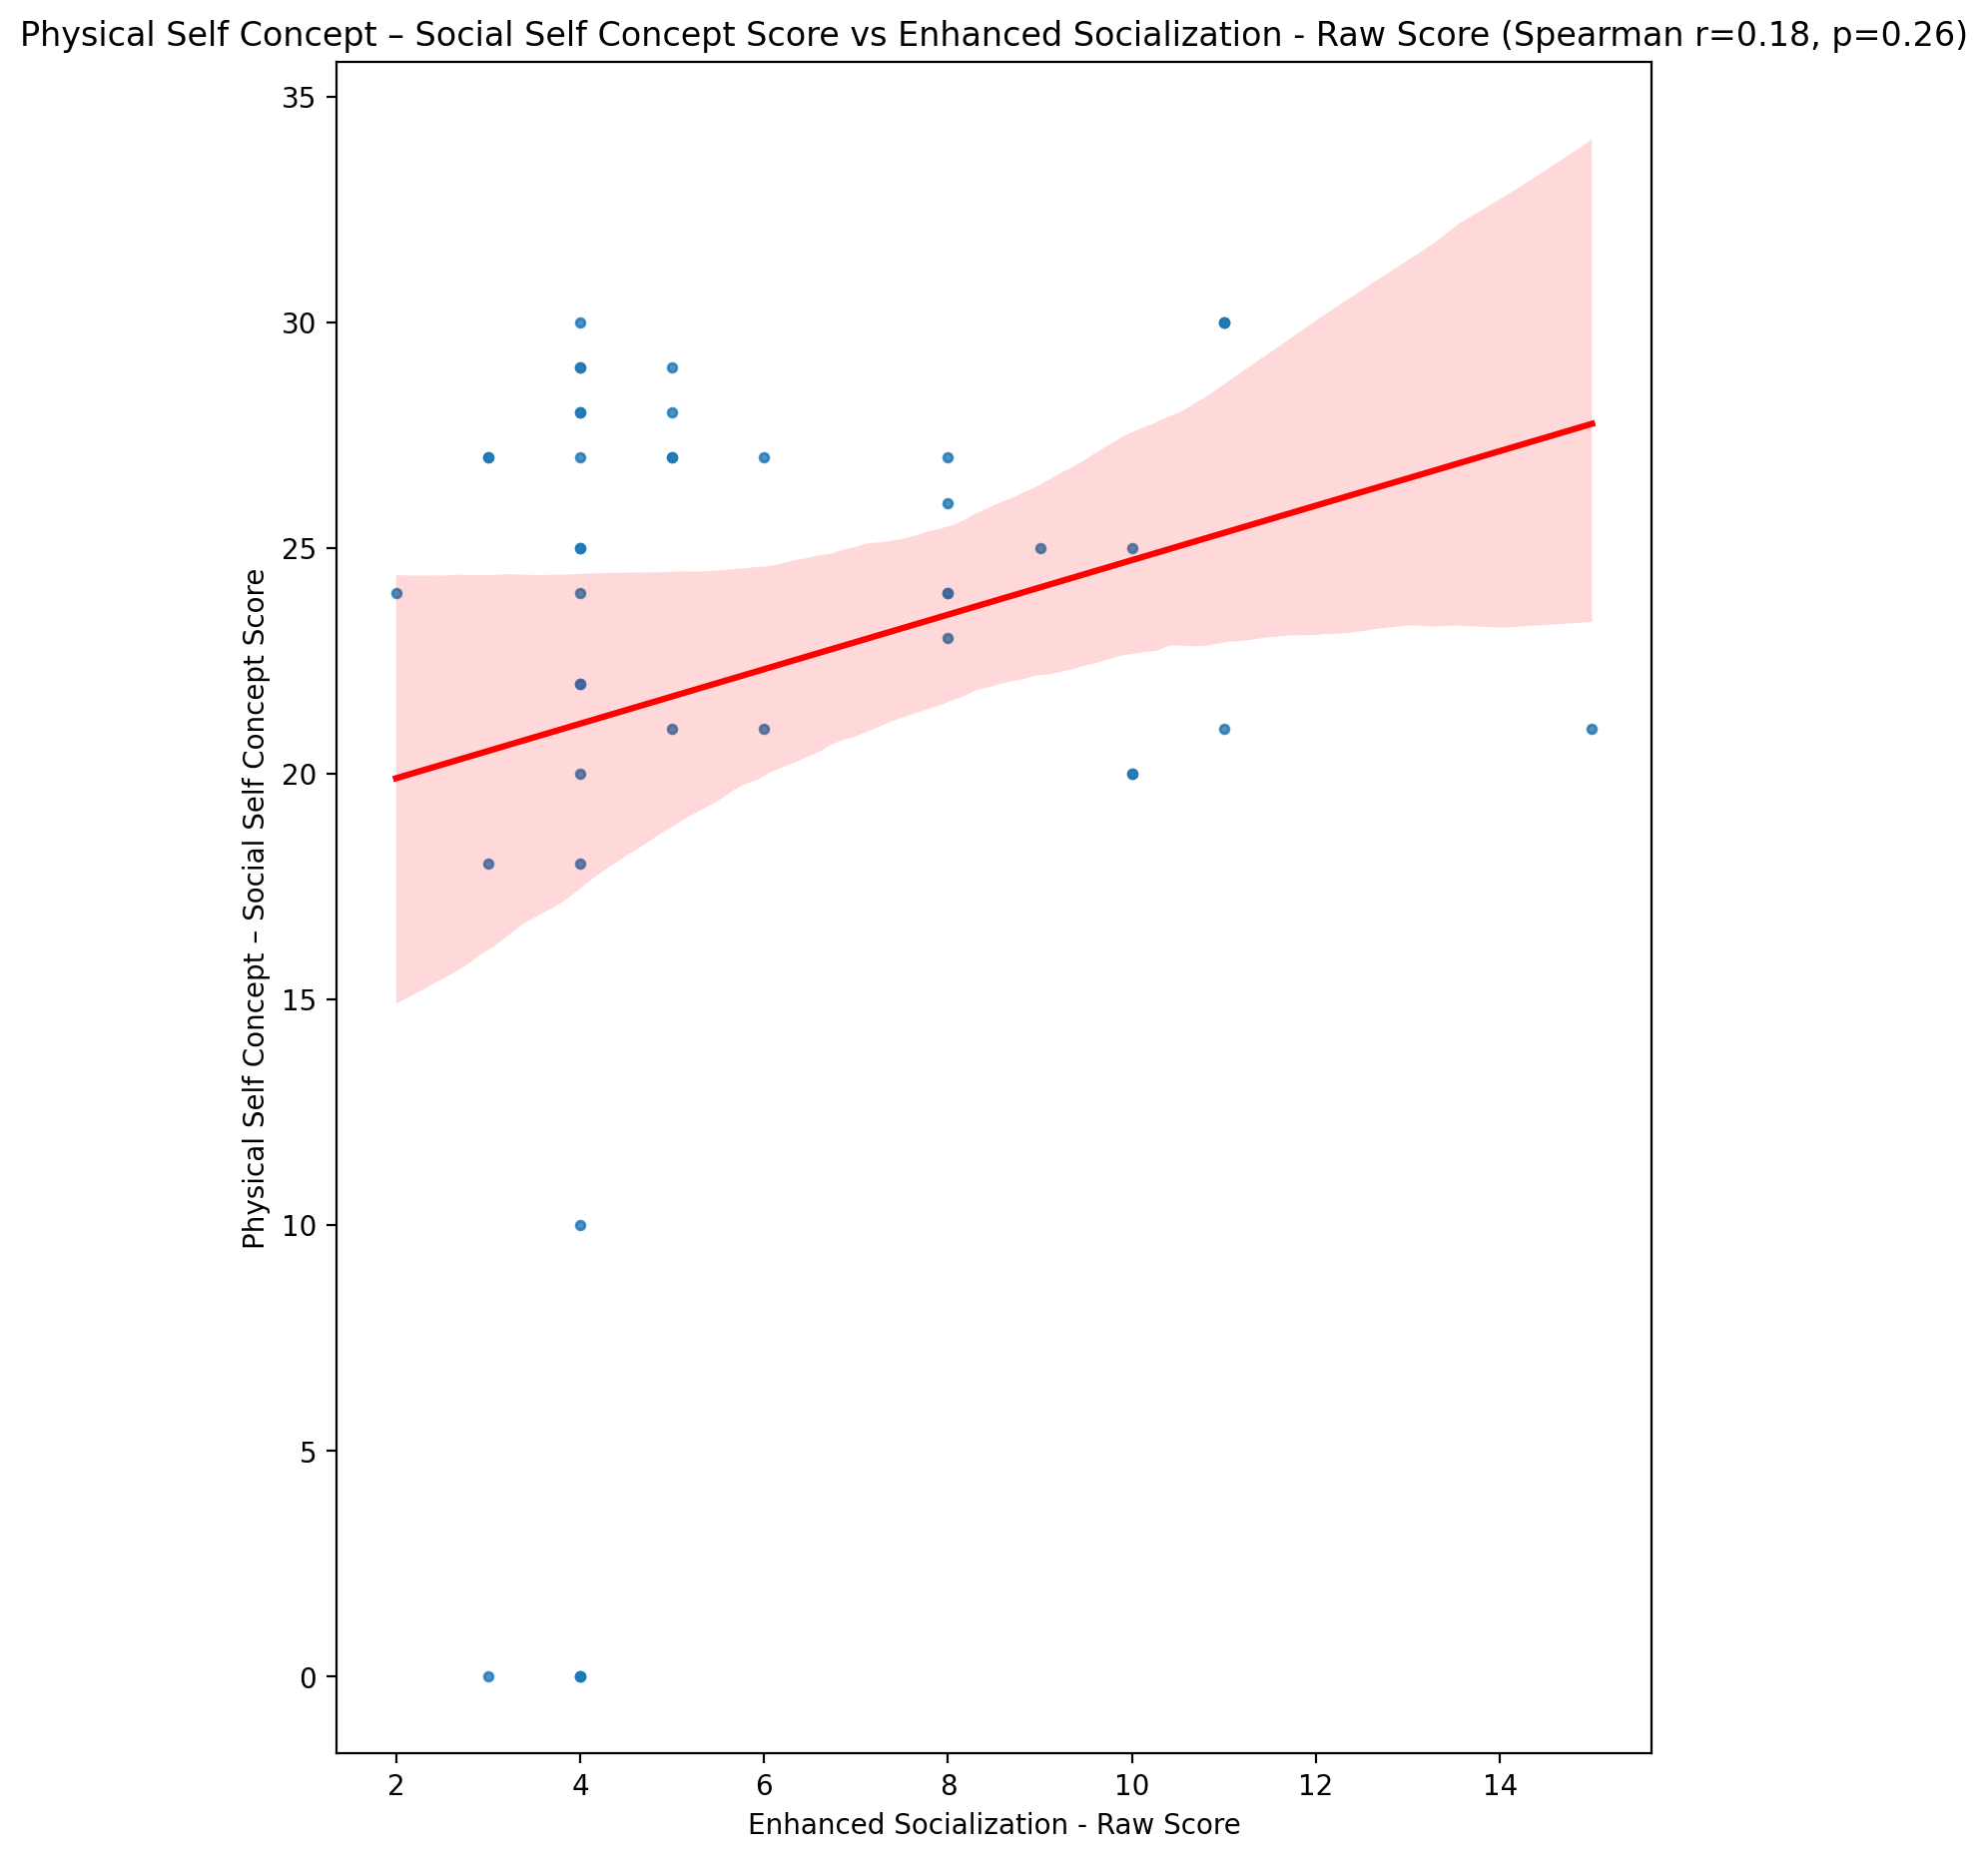 Physical Self Concept – Social Self Concept Score vs Enhanced Socialization - Raw Score (Spearman r=0.18, p=0.26)
Physical Self Concept – Social Self Concept Score
35
30
25
20
15
10
5
0
2 4 6 8 10 12 14
Enhanced Socialization - Raw Score